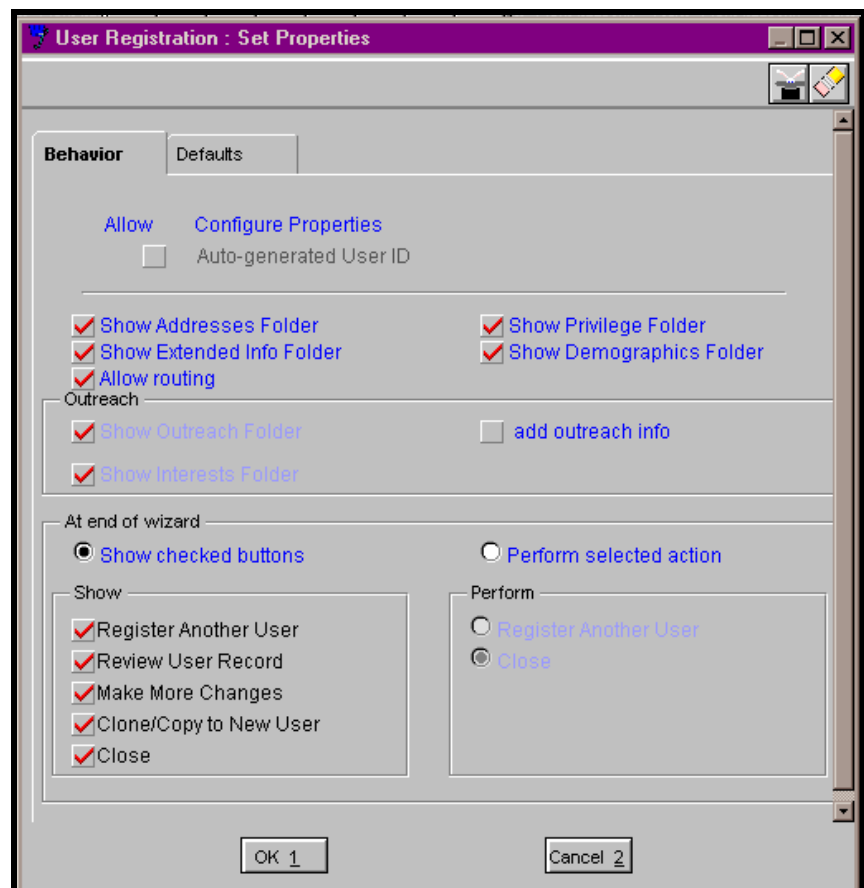 User Registration : Set Properties
Behavior
Defaults
Allow Configure Properties
Auto-generated User ID
Show Addresses Folder
Show Privilege Folder
Show Extended Info Folder
Show Demographics Folder
Allow routing
Outreach
Show Outreach Folder
add outreach info
Show Interests Folder
At end of wizard
Show checked buttons
Perform selected action
Show
Perform
Register Another User
Register Another User
Review User Record
Close
Make More Changes
Clone/Copy to New User
Close
OK 1
Cancel 2